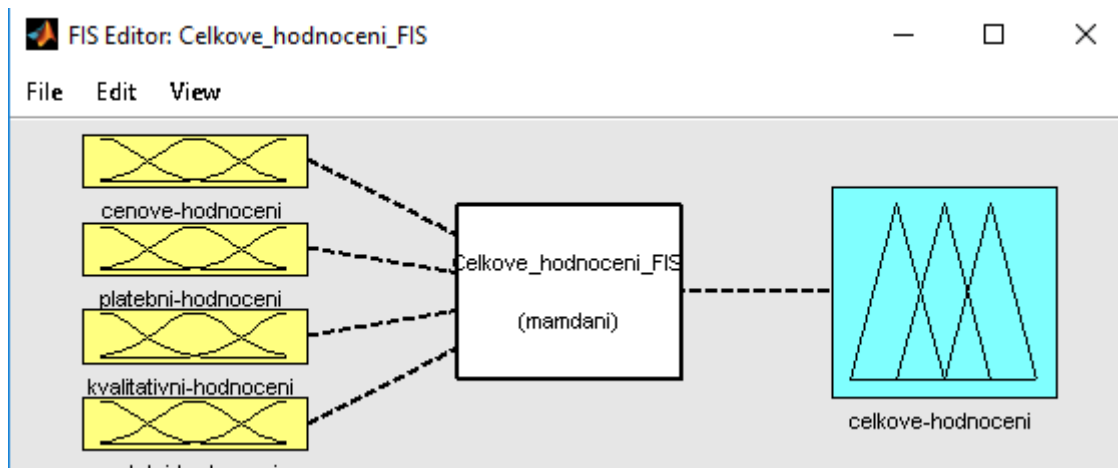 FIS Editor: Celkove_hodnoceni_FIS
File Edit View
cenove-hodnoceni
platebni-hodnoceni
kvalitativni-hodnoceni
Celkove_hodnoceni_FIS
(mamdani)
celkove-hodnoceni